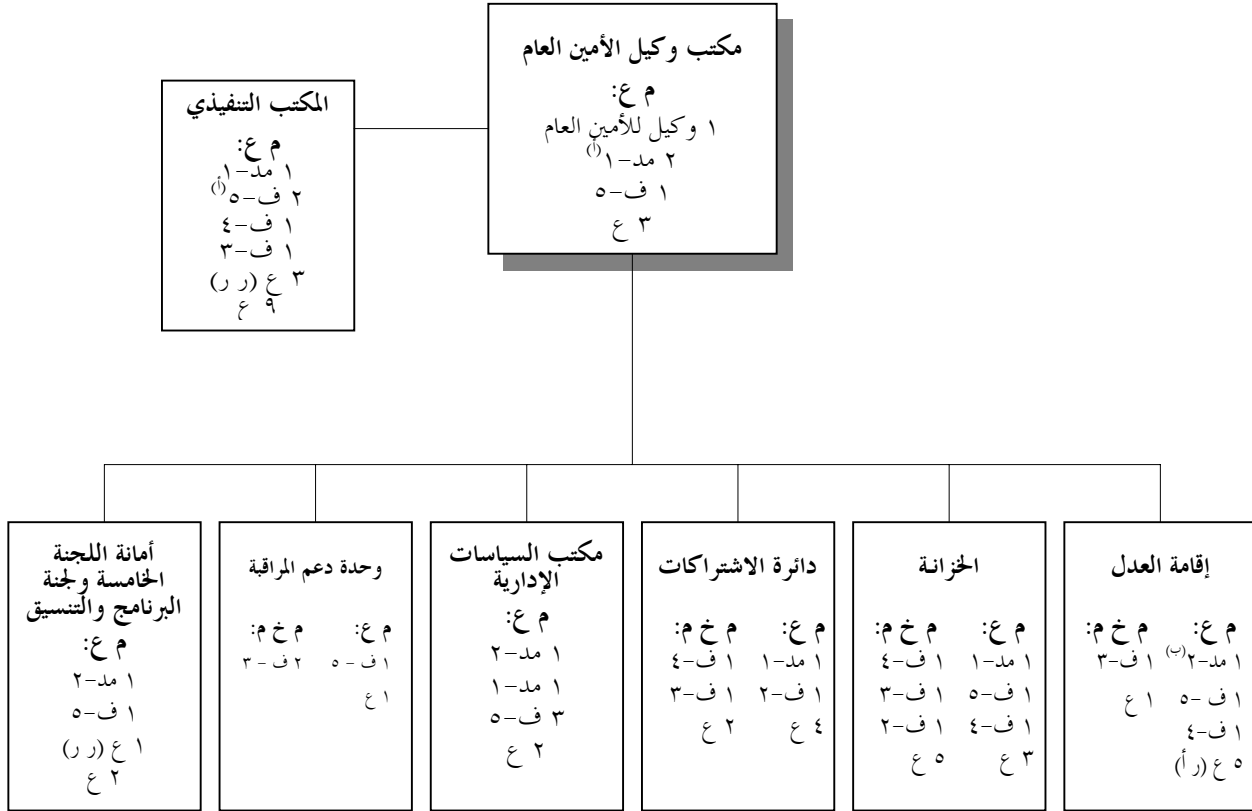 مكتب وكيل الأمين العام
م ع:
١ وكيل للأمين العام
٢ مد-١(أ)
١ ف-٥
٣ ع
المكتب التنفيذي
م ع:
١ مد-١
٢ ف-٥(أ)
١ ف-٤
١ ف-٣
٣ ع (ر ر)
٩ ع
إقامة العدل
م ع: م خ م:
١ مد-٢(ب) ١ ف-٣
١ ف-٥ ١ ع
١ ف-٤
٥ ع (ر أ)
الخزانة
م ع: م خ م:
١ مد-١ ١ ف-٤
١ ف-٥ ١ ف-٣
١ ف-٤ ١ ف-٢
٣ ع ٥ ع
دائرة الاشتراكات
م ع: م خ م:
١ مد-١ ١ ف-٤
١ ف-٢ ١ ف-٣
٤ ع ٢ ع
مكتب السياسات
الإدارية
م ع:
١ مد-٢
١ مد-١
٣ ف-٥
٢ ع
وحدة دعم المراقبة
م ع: م خ م:
١ ف - ٥ ٢ ف - ٣
١ ع
أمانة اللجنة
الخامسة ولجنة
البرنامج والتنسيق
م ع:
١ مد-٢
١ ف-٥
١ ع (ر ر)
٢ ع